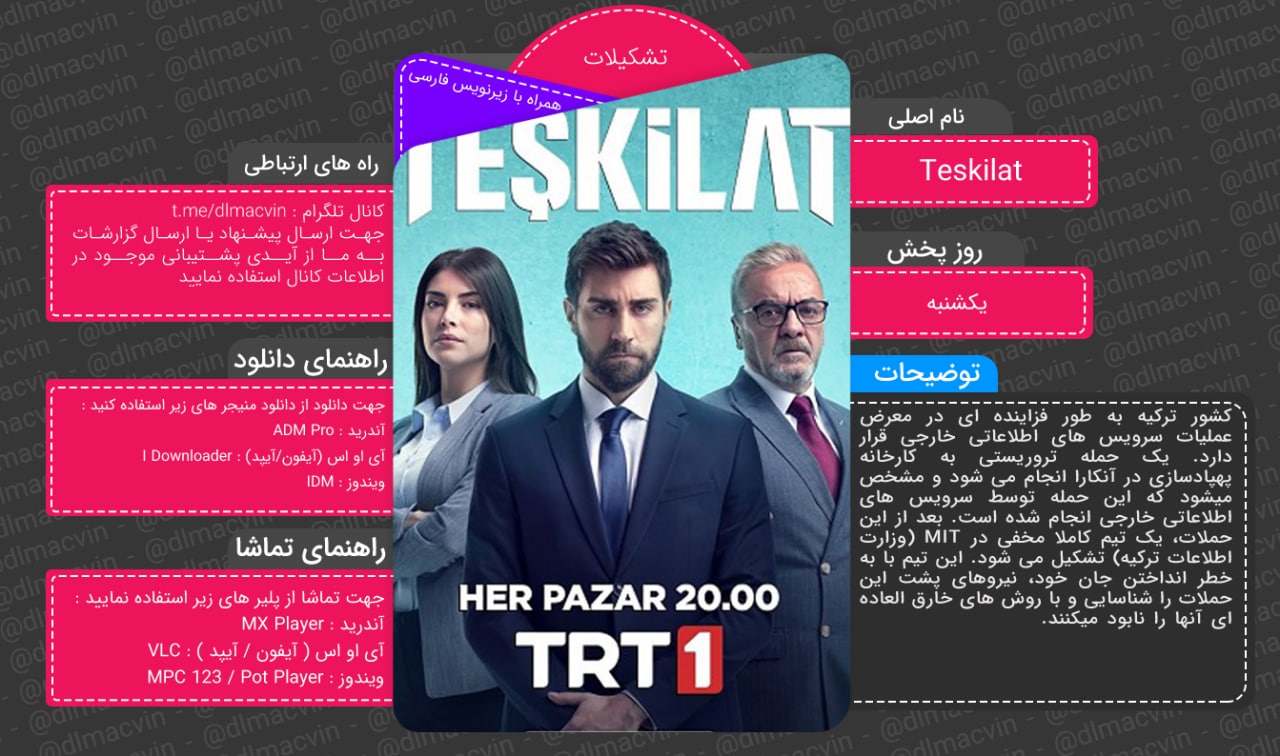 تشکیلات
همراه با زیرنویس فارسی
TEŞKİLAT
HER PAZAR 20.00
TRT 1
نام اصلی
Teskilat
روز پخش
یکشنبه
توضیحات
کشور ترکیه به طور فزاینده ای در معرض
عملیات سرویس های اطلاعاتی خارجی قرار
دارد. یک حمله تروریستی به کارخانه
پهپادسازی در آنکارا انجام می شود و مشخص
میشود که این حمله توسط سرویس های
اطلاعاتی خارجی انجام شده است. بعد از این
حملات، یک تیم کاملا مخفی در MIT (وزارت
اطلاعات ترکیه) تشکیل می شود. این تیم با به
خطر انداختن جان خود، نیروهای پشت این
حملات را شناسایی و با روش های خارق العاده
ای آنها را نابود میکنند.
راه های ارتباطی
کانال تلگرام : t.me/dlmacvin
جهت ارسال پیشنهاد یا ارسال گزارشات
به ما از آیدی پشتیبانی موجود در
اطلاعات کانال استفاده نمایید
راهنمای دانلود
جهت دانلود از دانلود منیجر های زیر استفاده کنید :
آندرید : ADM Pro
آی او اس (آیفون/آیپد) : I Downloader
ویندوز : IDM
راهنمای تماشا
جهت تماشا از پلیر های زیر استفاده نمایید :
آندرید : MX Player
آی او اس ( آیفون / آیپد ) : VLC
ویندوز : MPC 123 / Pot Player
@dlmacvin - @dlmacvin - @dlmacvin